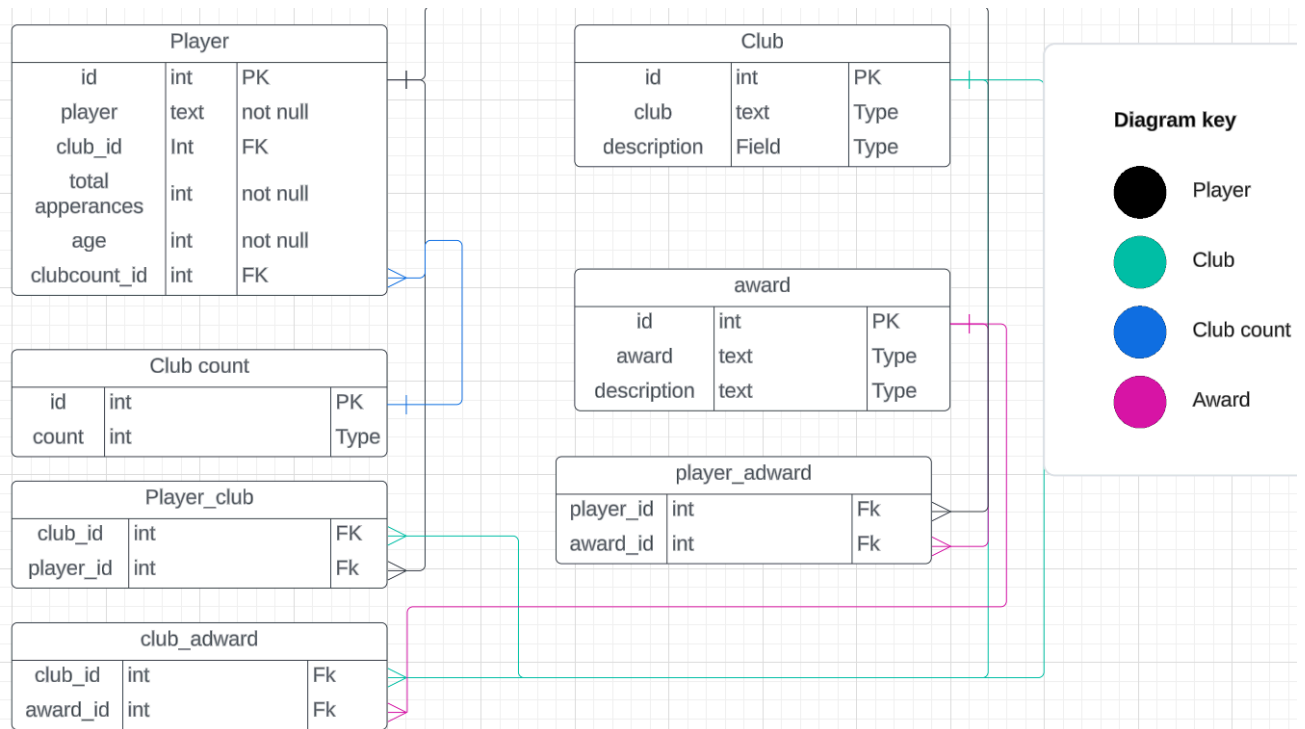 Player
id int PK
player text not null
club_id Int FK
total
apperances int not null
age int not null
clubcount_id int FK
Club count
id int PK
count int Type
Player_club
club_id int FK
player_id int Fk
club_adward
club_id int Fk
award_id int Fk
Club
id int PK
club text Type
description Field Type
award
id int PK
award text Type
description text Type
player_adward
player_id int Fk
award_id int Fk
Diagram key
Player
Club
Club count
Award